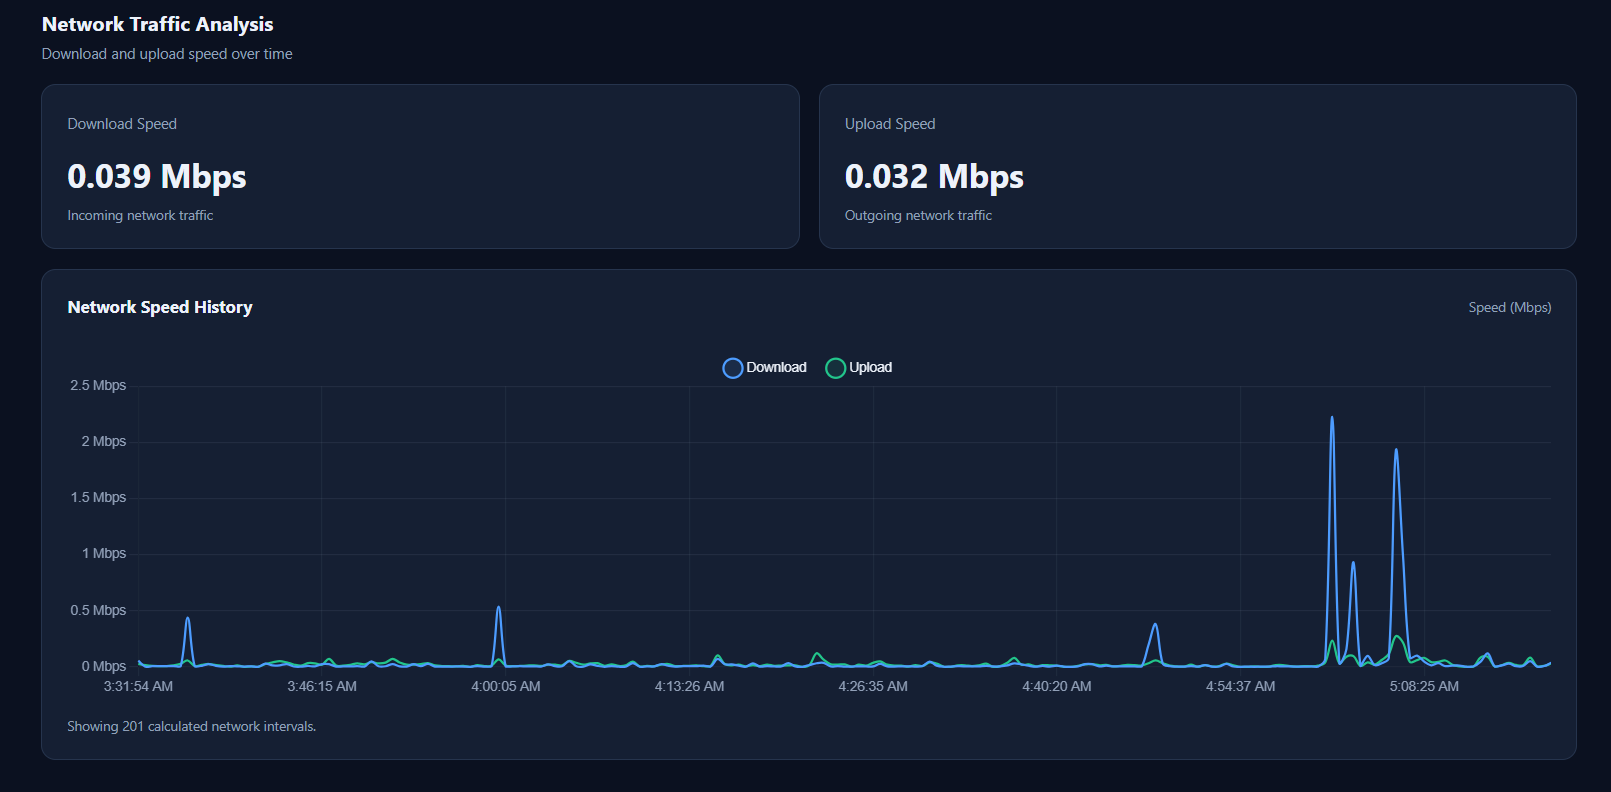 Network Traffic Analysis
Download and upload speed over time
Download Speed
0.039 Mbps
Incoming network traffic
Upload Speed
0.032 Mbps
Outgoing network traffic
Network Speed History
Speed (Mbps)
Download
Upload
2.5 Mbps
2 Mbps
1.5 Mbps
1 Mbps
0.5 Mbps
0 Mbps
3:31:54 AM
3:46:15 AM
4:00:05 AM
4:13:26 AM
4:26:35 AM
4:40:20 AM
4:54:37 AM
5:08:25 AM
Showing 201 calculated network intervals.